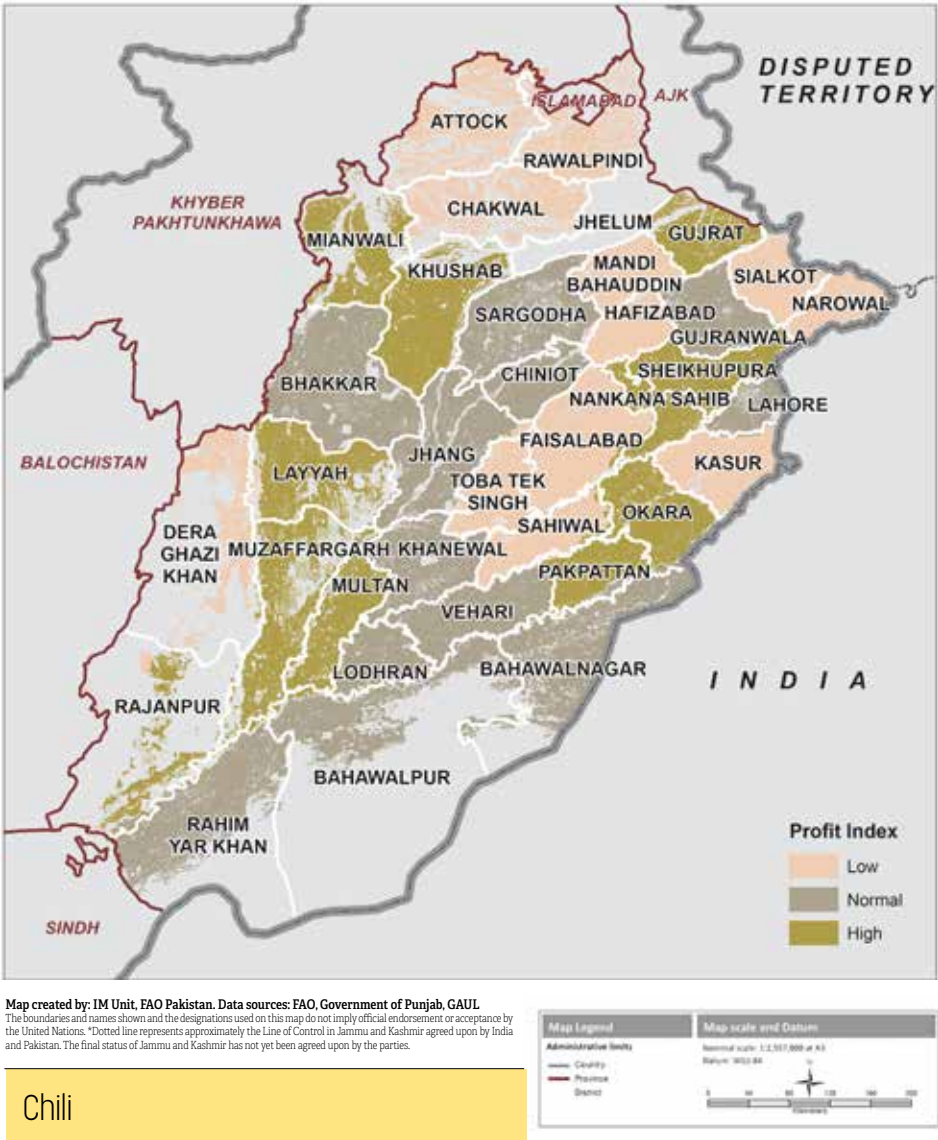 DISPUTED
TERRITORY
ISLAMABAD
AJK
ATTOCK
RAWALPINDI
KHYBER
PAKHTUNKHAWA
CHAKWAL
JHELUM
MIANWALI
GUJRAT
KHUSHAB
MANDI
BAHAUDDIN
SIALKOT
NAROWAL
SARGODHA
HAFIZABAD
GUJRANWALA
BHAKKAR
CHINIOT
SHEIKHUPURA
NANKANA SAHIB
LAHORE
BALOCHISTAN
JHANG
FAISALABAD
KASUR
LAYYAH
TOBA TEK
SINGH
SAHIWAL
OKARA
DERA
GHAZI
KHAN
MUZAFFARGARH
KHANEWAL
MULTAN
PAKPATTAN
VEHARI
LODHRAN
BAHAWALNAGAR
INDIA
RAJANPUR
BAHAWALPUR
RAHIM
YAR KHAN
SINDH
Profit Index
Low
Normal
High
Map created by: IM Unit, FAO Pakistan. Data sources: FAO, Government of Punjab, GAUL
The boundaries and names shown and the designations used on this map do not imply official endorsement or acceptance by
the United Nations. *Dotted line represents approximately the Line of Control in Jammu and Kashmir agreed upon by India
and Pakistan. The final status of Jammu and Kashmir has not yet been agreed upon by the parties.
Map Legend
Administrative limits
Country
Province
District
Map scale and Datum
Chili